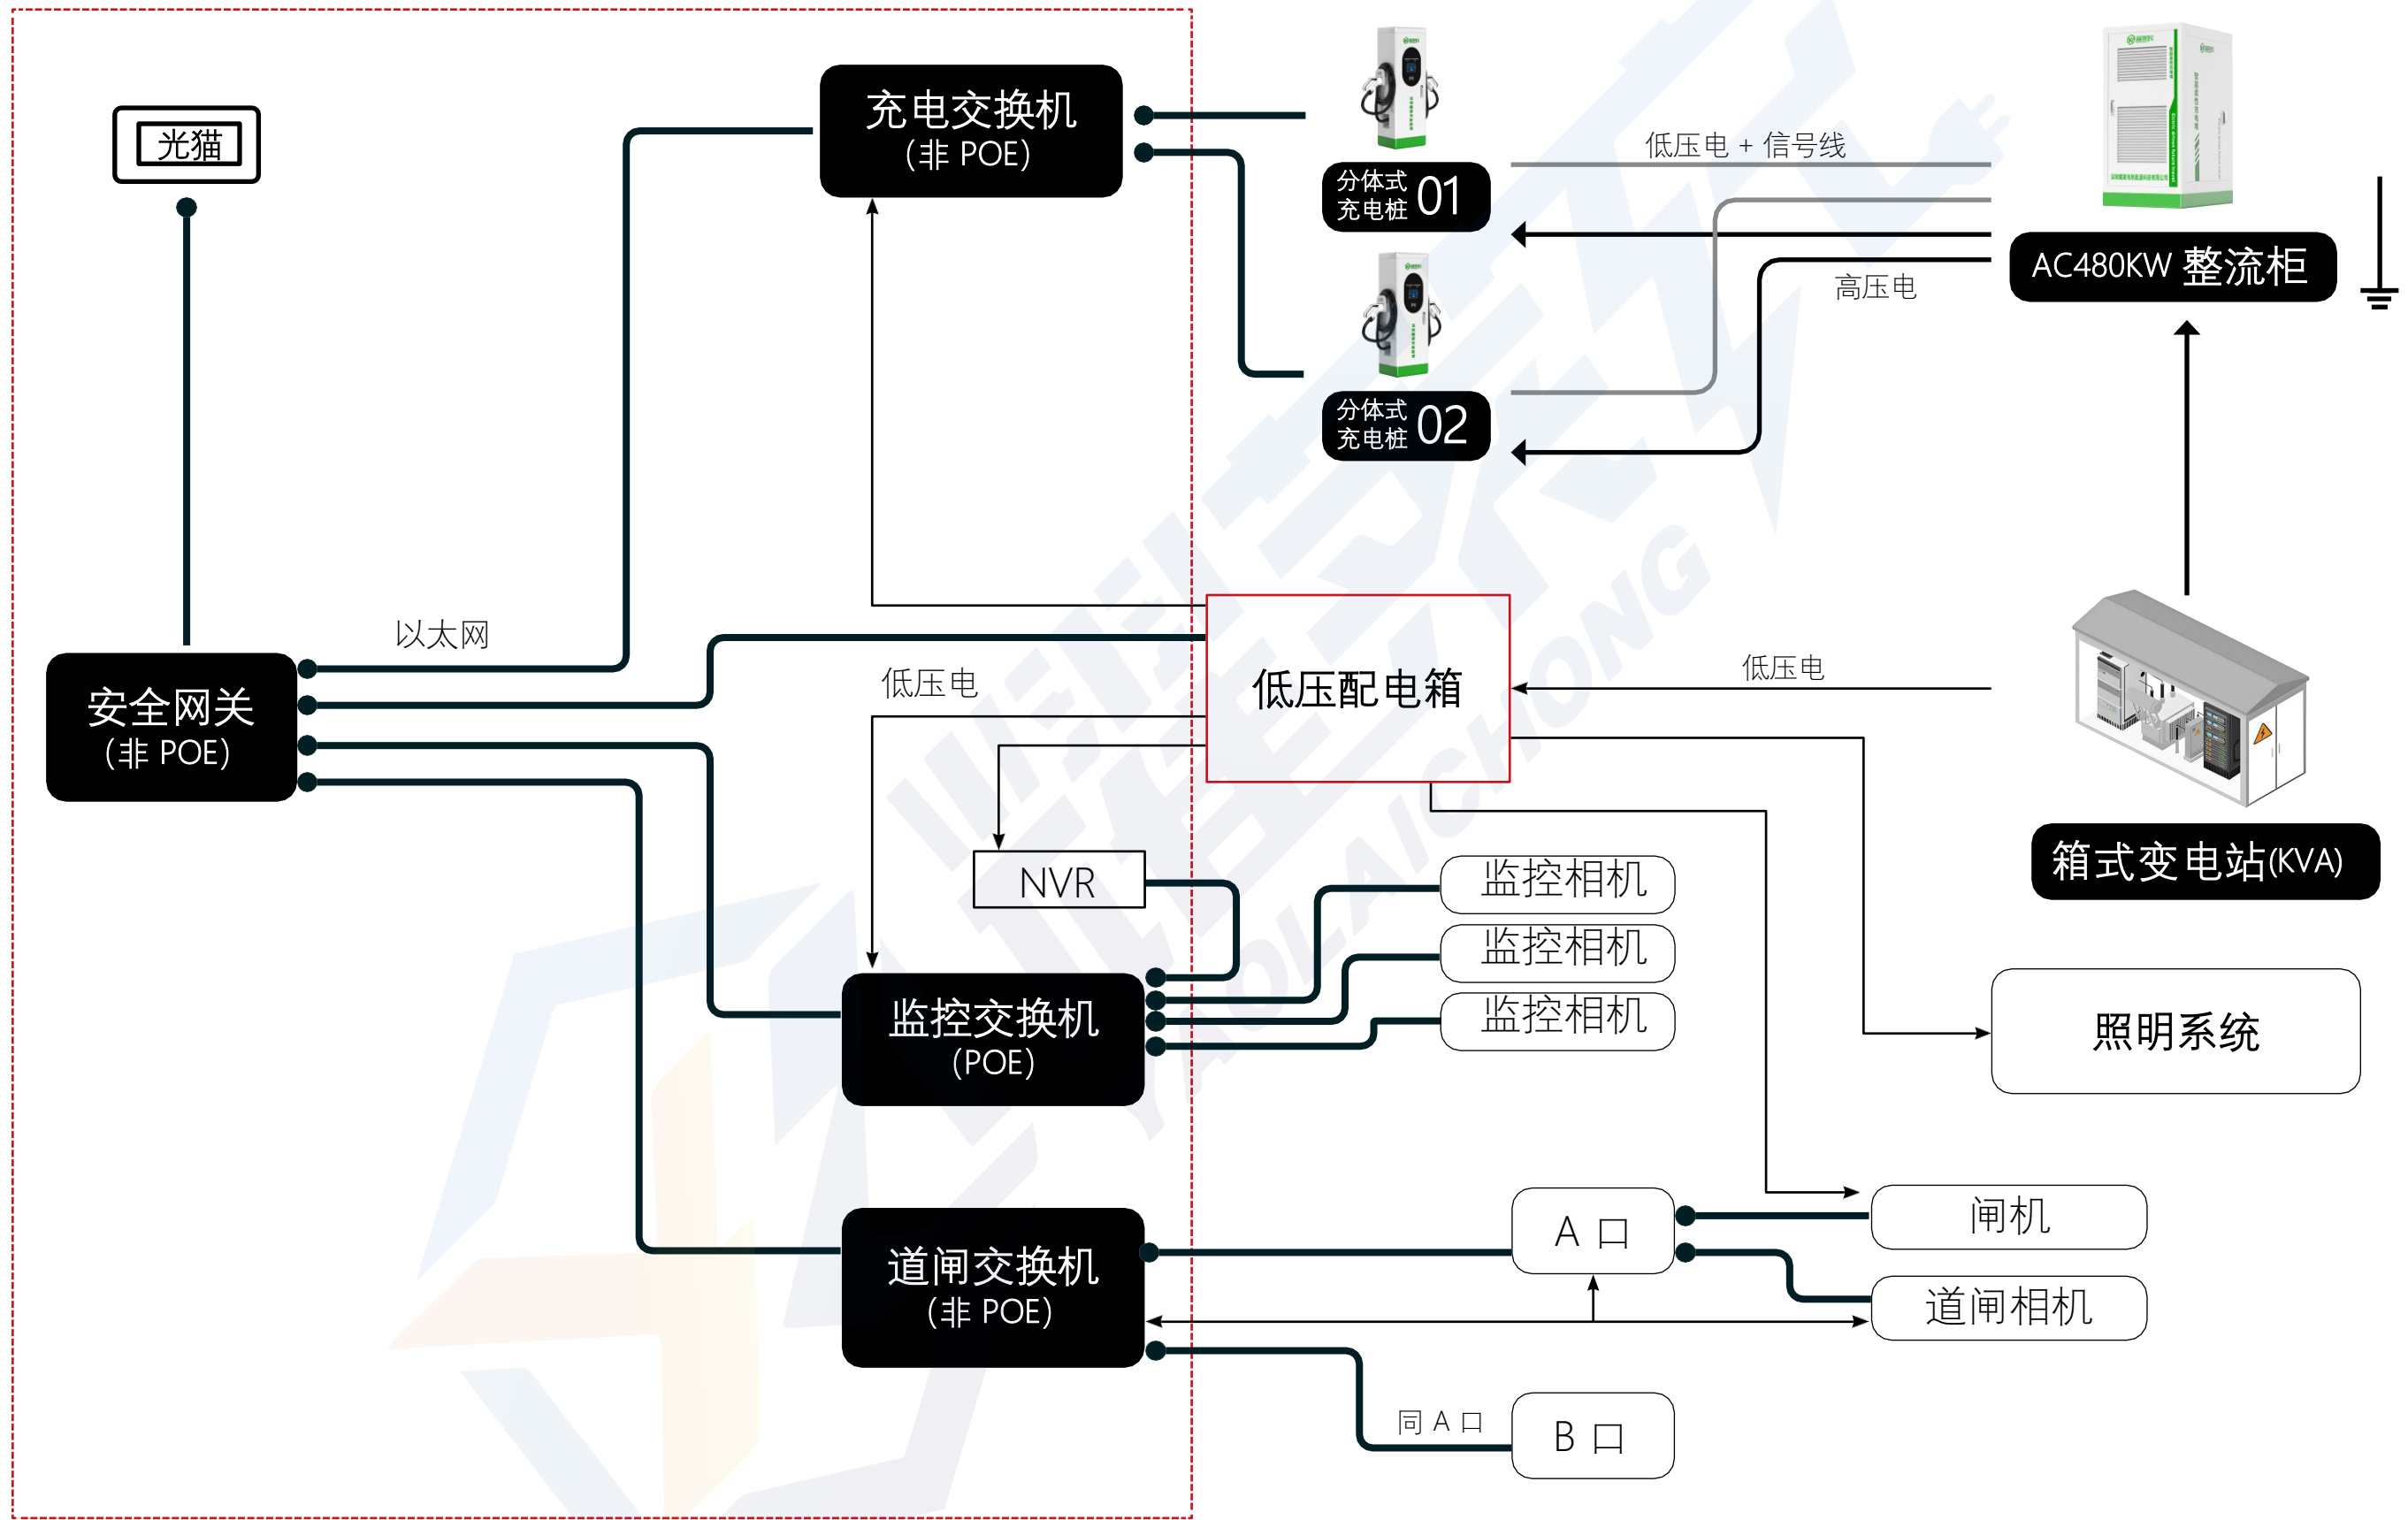 光猫
充电交换机
(非 POE)
分体式
充电桩 01
低压电 + 信号线
AC480KW 整流柜
高压电
分体式
充电桩 02
以太网
安全网关
(非 POE)
低压电
低压配电箱
低压电
箱式变电站(KVA)
NVR
监控相机
监控相机
监控相机
监控交换机
(POE)
照明系统
道闸交换机
(非 POE)
A 口
闸机
道闸相机
同 A 口
B 口
YAOLAICHONG